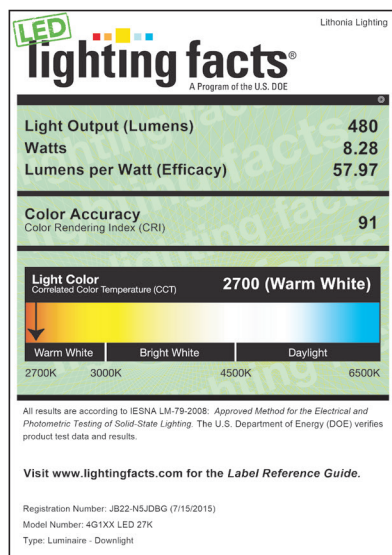 LED
Lithonia Lighting
lighting facts®
A Program of the U.S. DOE
Light Output (Lumens) 480
Watts 8.28
Lumens per Watt (Efficacy) 57.97
Color Accuracy
Color Rendering Index (CRI) 91
Light Color
Correlated Color Temperature (CCT) 2700 (Warm White)
Warm White Bright White Daylight
2700K 3000K 4500K 6500K
All results are according to IESNA LM-79-2008: Approved Method for the Electrical and
Photometric Testing of Solid-State Lighting. The U.S. Department of Energy (DOE) verifies
product test data and results.
Visit www.lightingfacts.com for the Label Reference Guide.
Registration Number: JB22-N5JDBG (7/15/2015)
Model Number: 4G1XX LED 27K
Type: Luminaire - Downlight